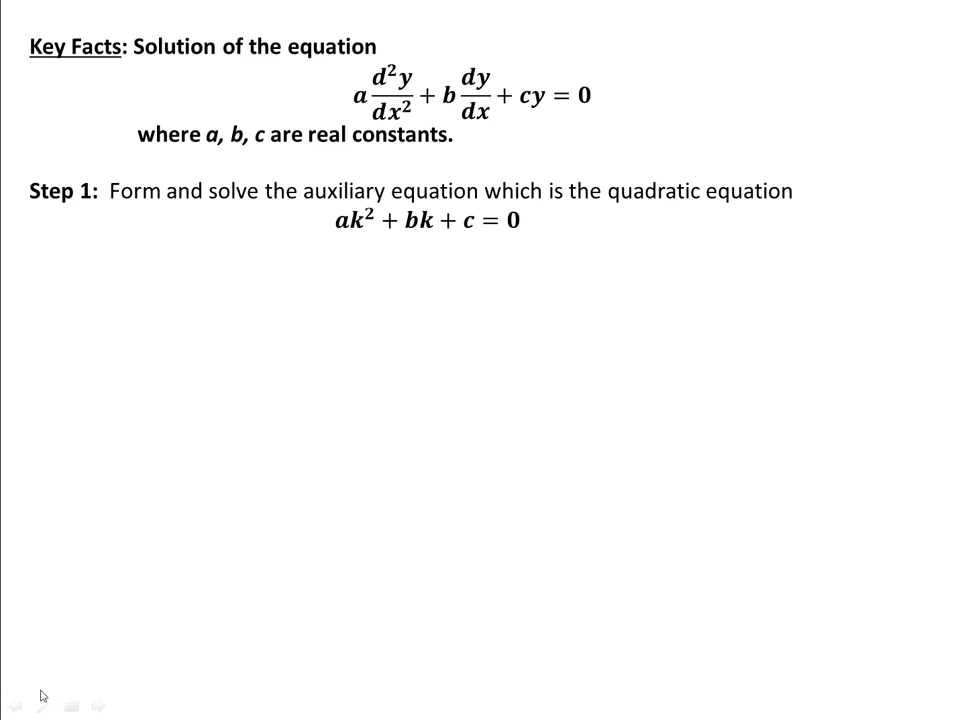 Key Facts: Solution of the equation
a d²y/dx² + b dy/dx + cy = 0
where a, b, c are real constants.
Step 1: Form and solve the auxiliary equation which is the quadratic equation
ak² + bk + c = 0